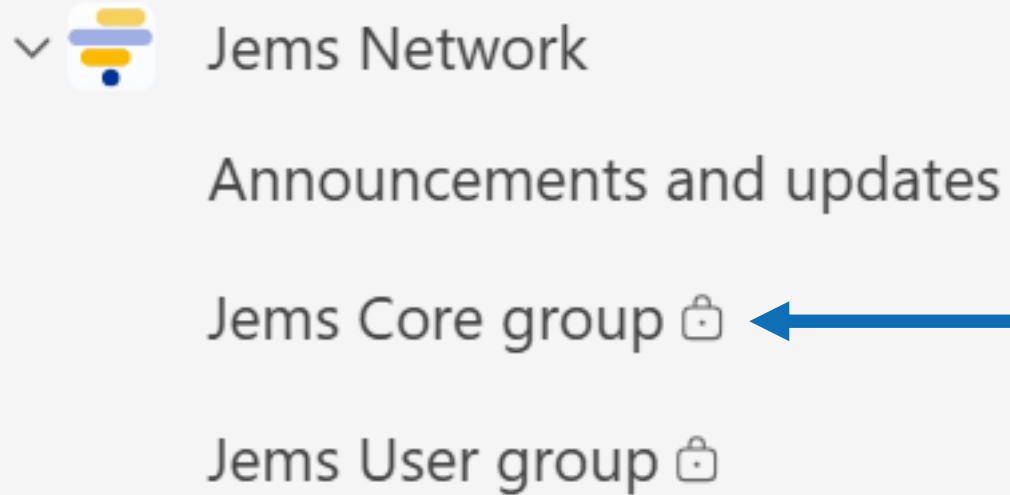 Jems Network
Announcements and updates
Jems Core group
Jems User group